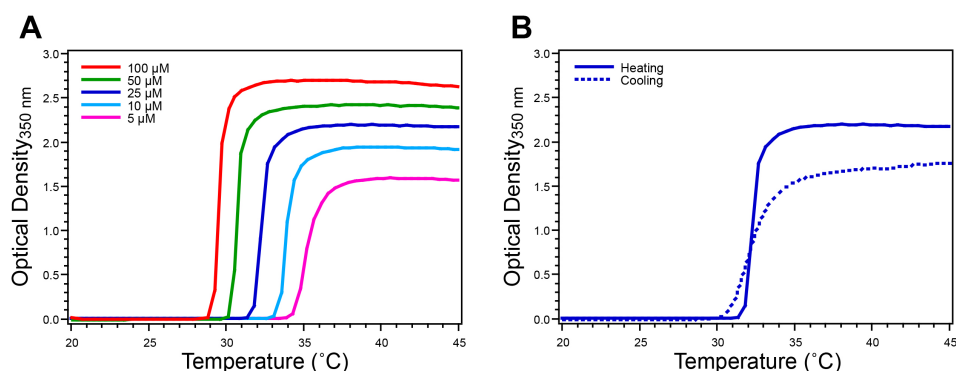 A
3.0
2.5
2.0
1.5
1.0
0.5
0.0
Optical Density350 nm
100 µM
50 µM
25 µM
10 µM
5 µM
20 25 30 35 40 45
Temperature (˚C)
B
3.0
2.5
2.0
1.5
1.0
0.5
0.0
Optical Density350 nm
Heating
Cooling
20 25 30 35 40 45
Temperature (˚C)